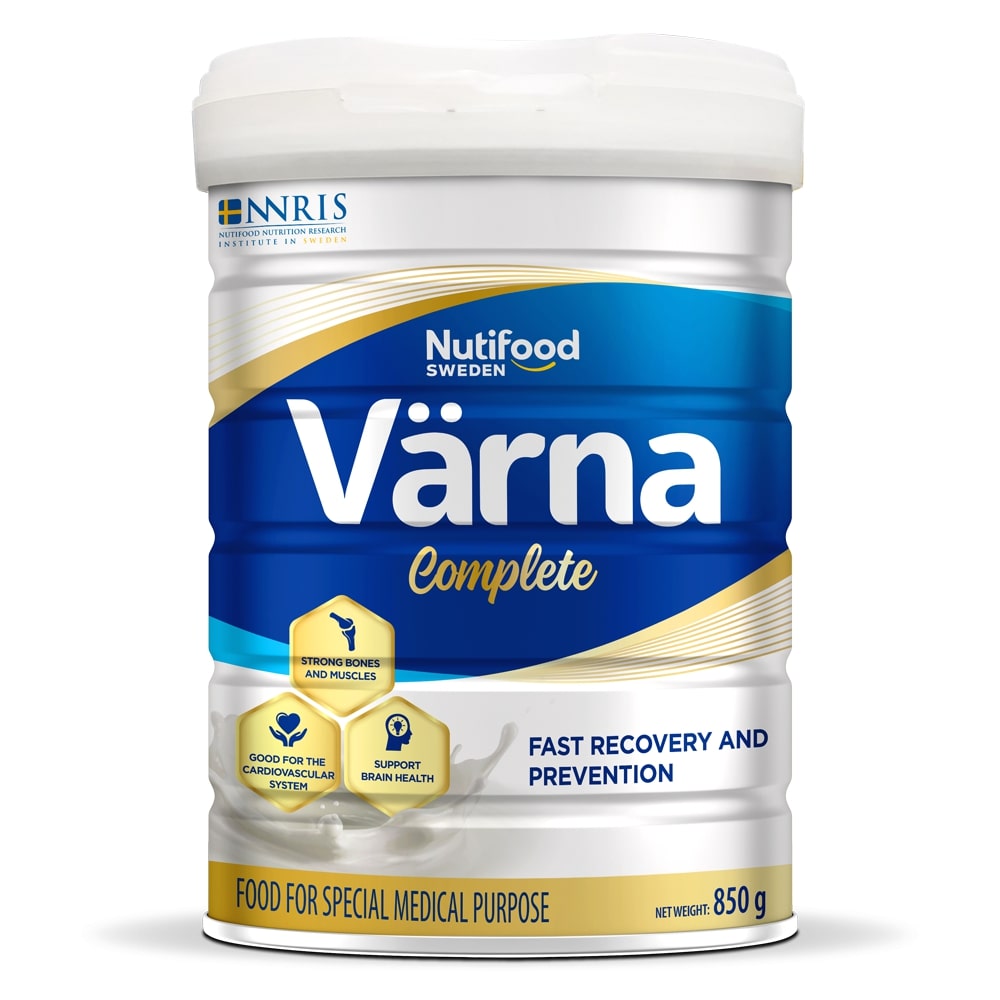 NNRIS
NUTIFOOD NUTRITION RESEARCH
INSTITUTE IN SWEDEN
Nutifood
SWEDEN
Värna
Complete
STRONG BONES
AND MUSCLES
GOOD FOR THE
CARDIOVASCULAR
SYSTEM
SUPPORT
BRAIN HEALTH
FAST RECOVERY AND
PREVENTION
FOOD FOR SPECIAL MEDICAL PURPOSE
NET WEIGHT: 850 g